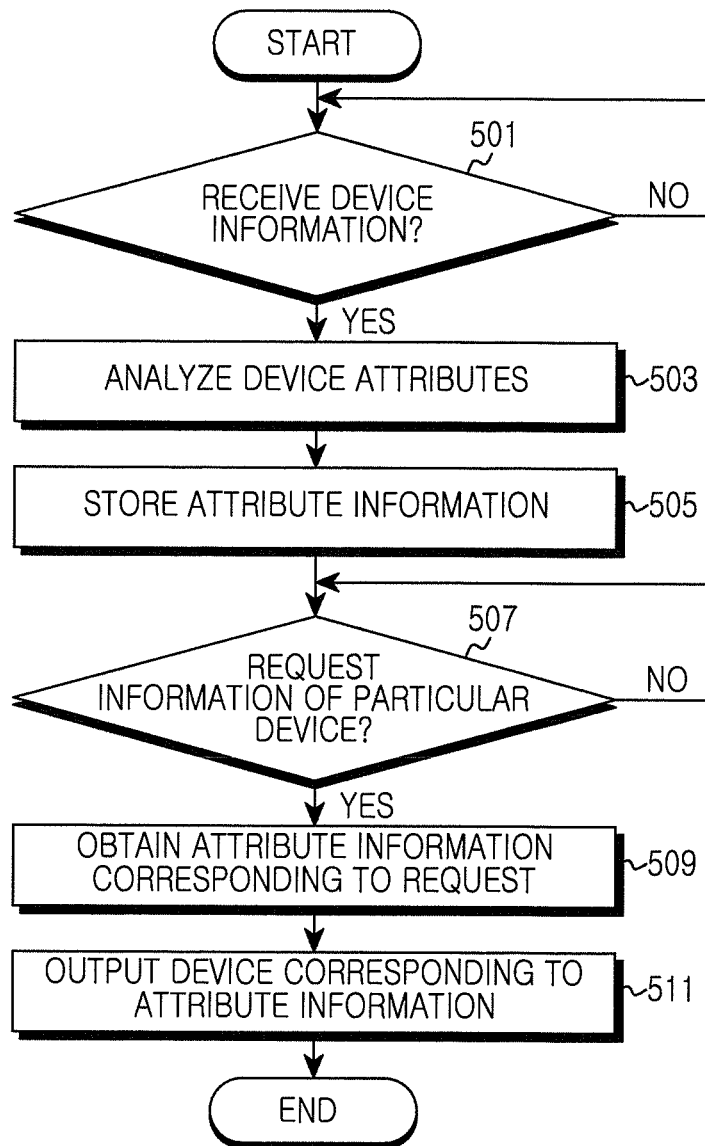 START
501
RECEIVE DEVICE
INFORMATION?
NO
YES
ANALYZE DEVICE ATTRIBUTES
503
STORE ATTRIBUTE INFORMATION
505
507
REQUEST
INFORMATION OF PARTICULAR
DEVICE?
NO
YES
OBTAIN ATTRIBUTE INFORMATION
CORRESPONDING TO REQUEST
509
OUTPUT DEVICE CORRESPONDING TO
ATTRIBUTE INFORMATION
511
END